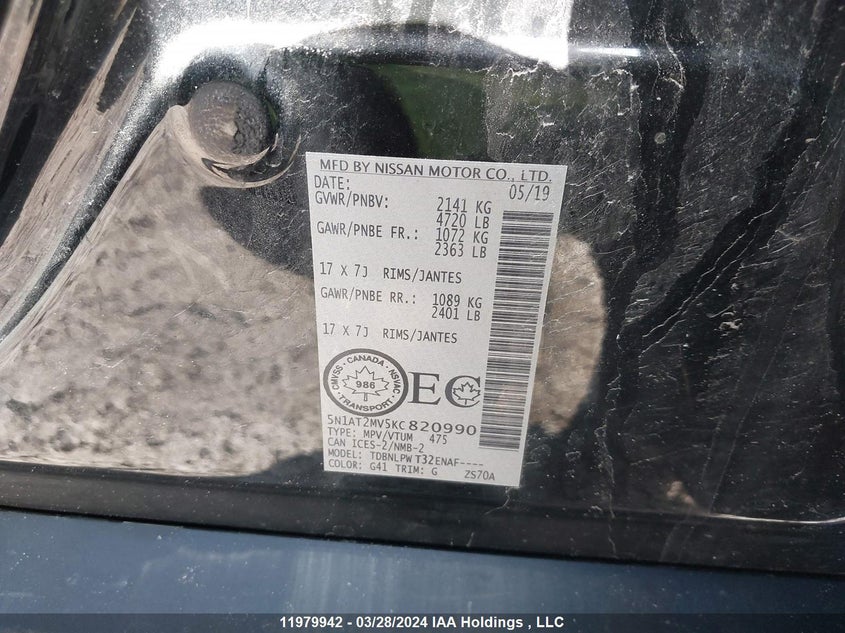 MFD BY NISSAN MOTOR CO., LTD.
DATE: 05/19
GVWR/PNBV: 2141 KG
4720 LB
GAWR/PNBE FR.: 1072 KG
2363 LB
17 X 7J RIMS/JANTES
GAWR/PNBE RR.: 1089 KG
2401 LB
17 X 7J RIMS/JANTES
CMVSS · CANADA · NSVAC · TRANSPORT ·
986
EC
5N1AT2MV5KC820990
TYPE: MPV/VTUM 475
CAN ICES-2/NMB-2
MODEL: TDBNLPW T32ENAF----
COLOR: G41 TRIM: G ZS70A
11979942 - 03/28/2024 IAA Holdings , LLC